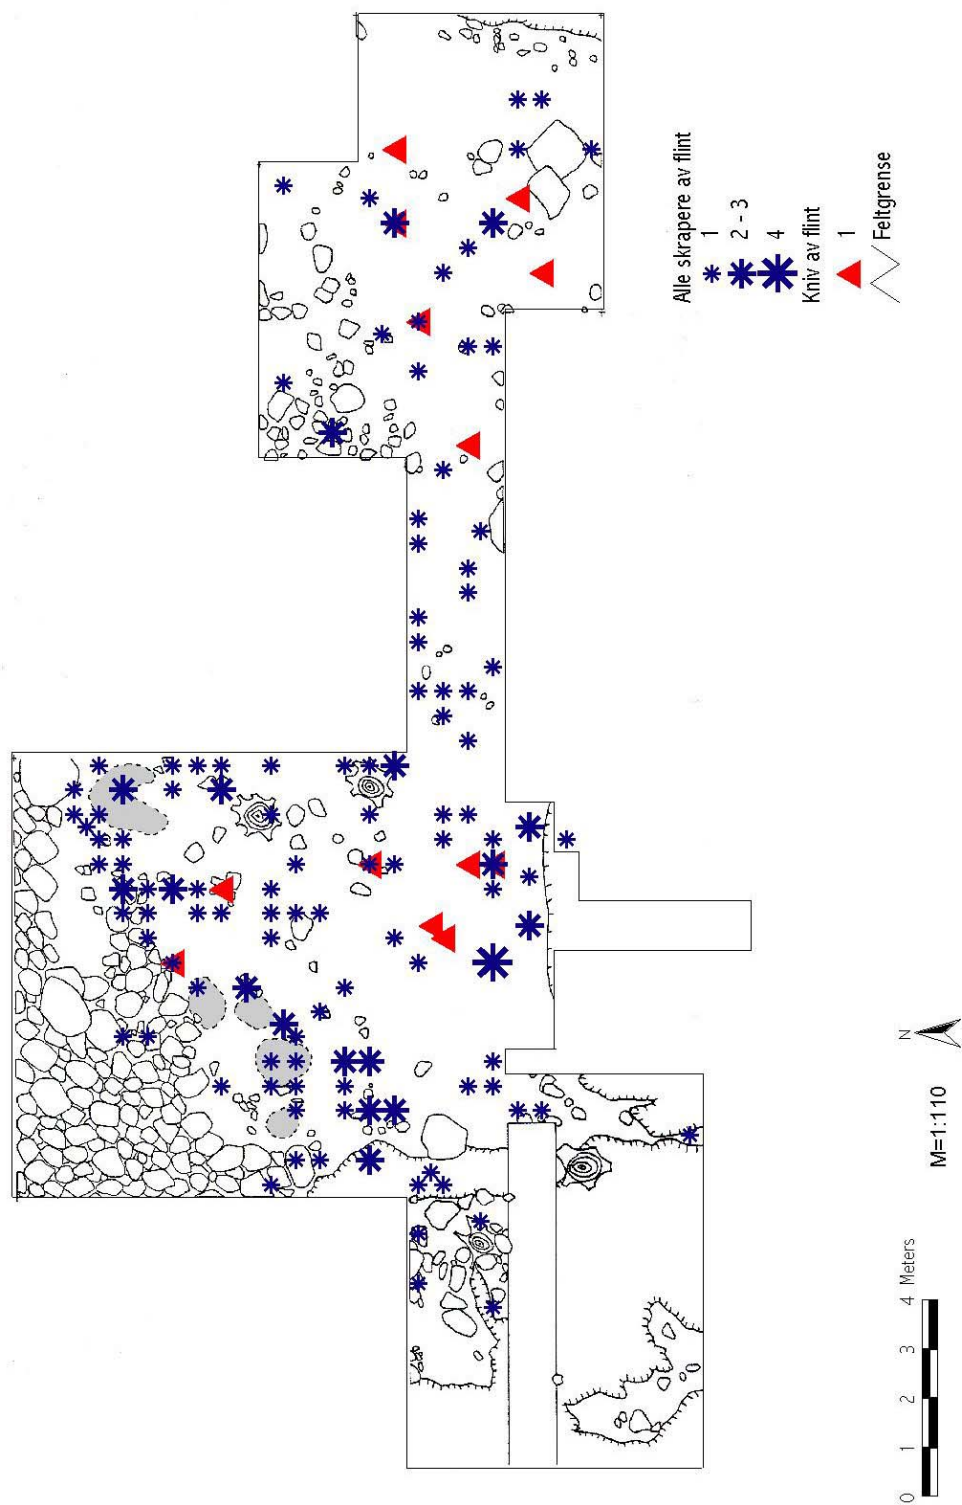 Alle skrapere av flint
1
2 - 3
4
Kniv av flint
1
Feltgrense
N
M=1:110
0 1 2 3 4 Meters